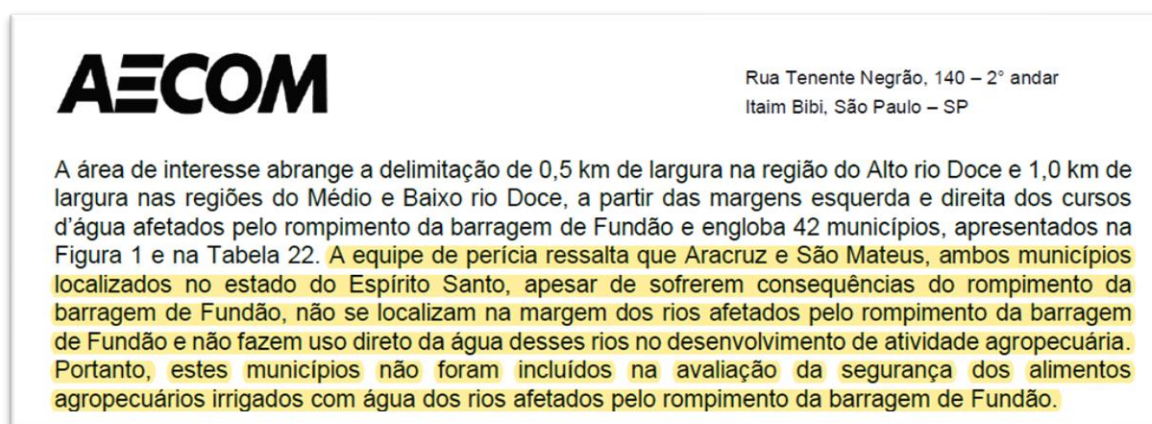 AECOM
Rua Tenente Negrão, 140 – 2° andar
Itaim Bibi, São Paulo – SP
A área de interesse abrange a delimitação de 0,5 km de largura na região do Alto rio Doce e 1,0 km de
largura nas regiões do Médio e Baixo rio Doce, a partir das margens esquerda e direita dos cursos
d'água afetados pelo rompimento da barragem de Fundão e engloba 42 municípios, apresentados na
Figura 1 e na Tabela 22. A equipe de perícia ressalta que Aracruz e São Mateus, ambos municípios
localizados no estado do Espírito Santo, apesar de sofrerem consequências do rompimento da
barragem de Fundão, não se localizam na margem dos rios afetados pelo rompimento da barragem
de Fundão e não fazem uso direto da água desses rios no desenvolvimento de atividade agropecuária.
Portanto, estes municípios não foram incluídos na avaliação da segurança dos alimentos
agropecuários irrigados com água dos rios afetados pelo rompimento da barragem de Fundão.